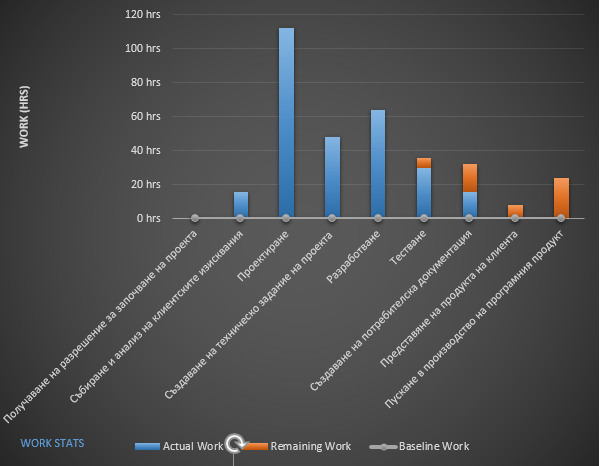 120 hrs
100 hrs
80 hrs
60 hrs
40 hrs
20 hrs
0 hrs
WORK (HRS)
Получаване на разрешение за започване на проекта
Събиране и анализ на клиентските изисквания
Проектиране
Създаване на техническо задание на проекта
Разработване
Тестване
Създаване на потребителска документация
Представяне на продукта на клиента
Пускане в производство на програмния продукт
WORK STATS
Actual Work
Remaining Work
Baseline Work